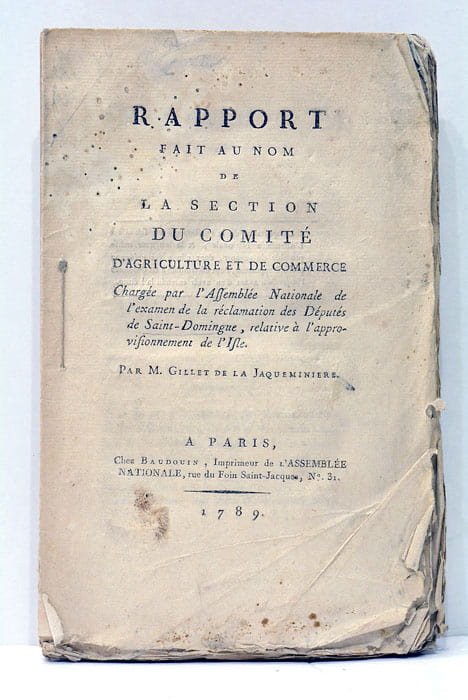 RAPPORT
FAIT AU NOM
DE
LA SECTION
DU COMITÉ
D'AGRICULTURE ET DE COMMERCE
Chargée par l'Aſſemblée Nationale de
l'examen de la réclamation des Députés
de Saint-Domingue, relative à l'appro-
viſionnement de l'Iſle.
PAR M. GILLET DE LA JAQUEMINIERE.
A PARIS,
Chez BAUDOUIN, Imprimeur de L'ASSEMBLÉE
NATIONALE, rue du Foin Saint-Jacques, N°. 31.
1789.